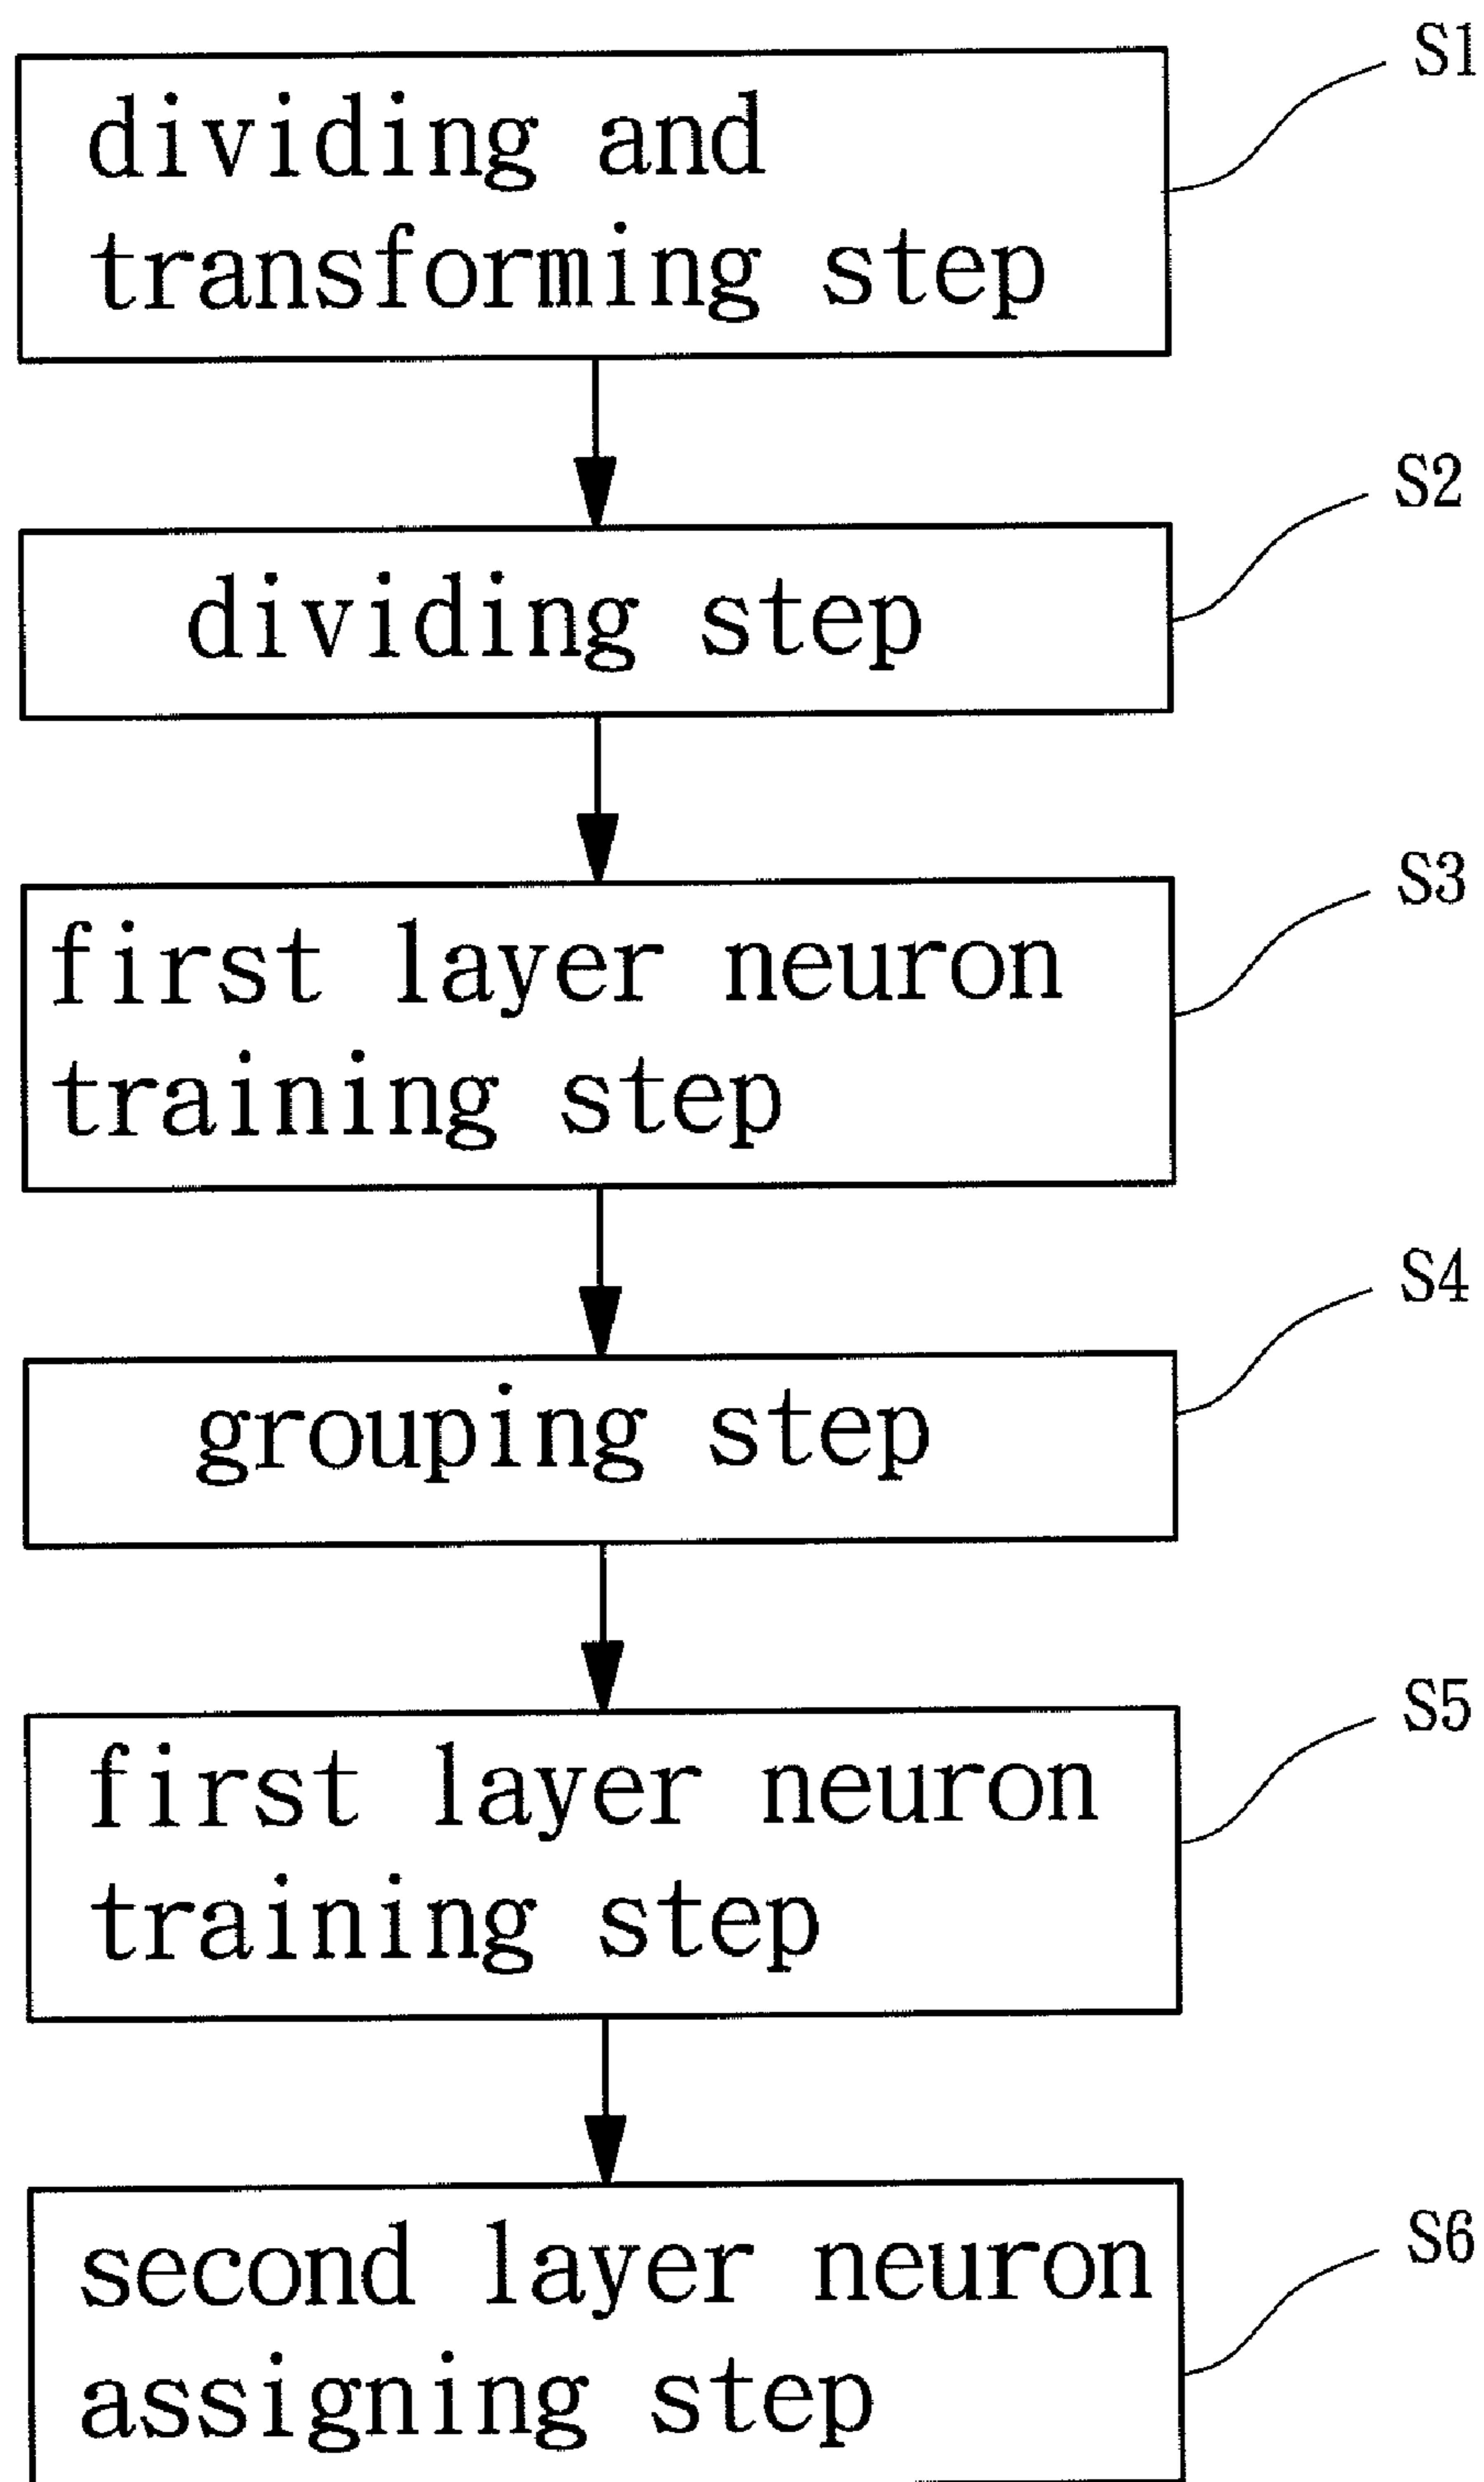 S1
dividing and
transforming step
S2
dividing step
S3
first layer neuron
training step
S4
grouping step
S5
first layer neuron
training step
S6
second layer neuron
assigning step